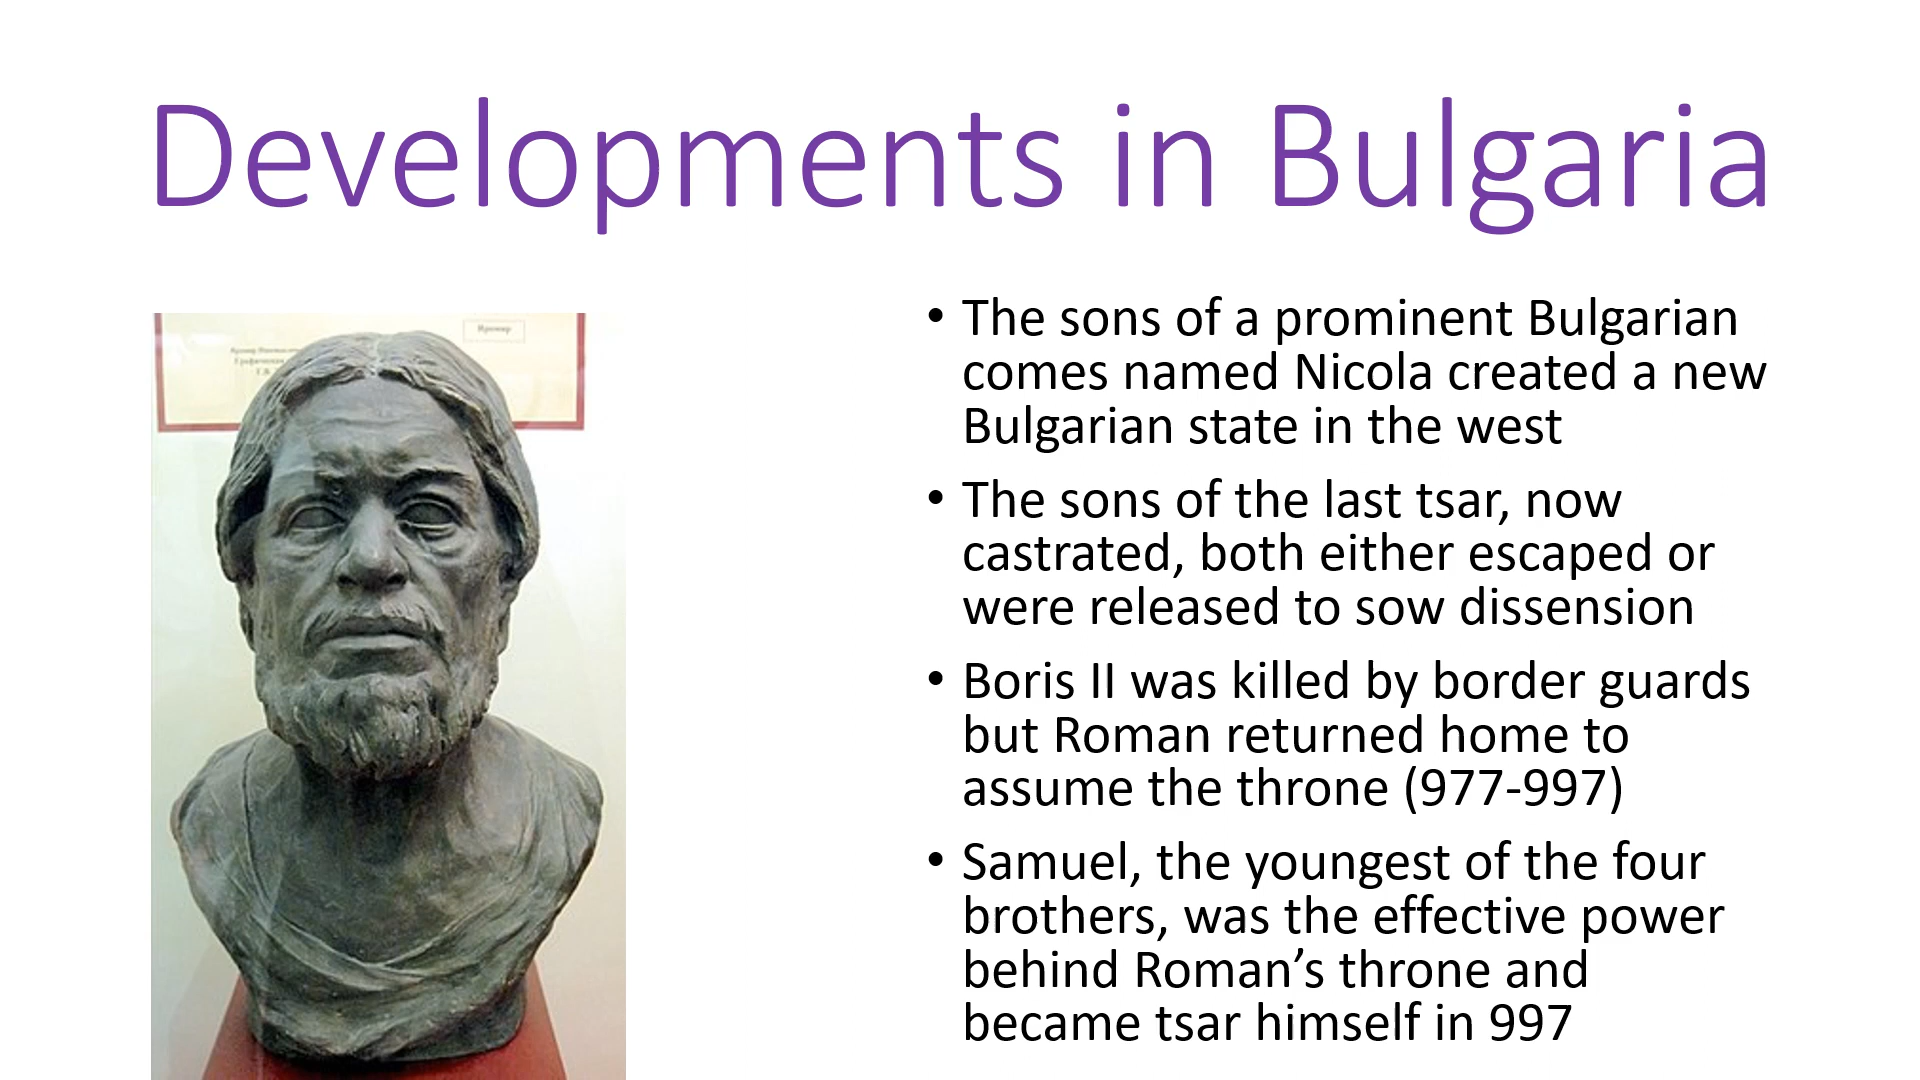 Developments in Bulgaria
• The sons of a prominent Bulgarian
comes named Nicola created a new
Bulgarian state in the west
• The sons of the last tsar, now
castrated, both either escaped or
were released to sow dissension
• Boris II was killed by border guards
but Roman returned home to
assume the throne (977-997)
• Samuel, the youngest of the four
brothers, was the effective power
behind Roman’s throne and
became tsar himself in 997